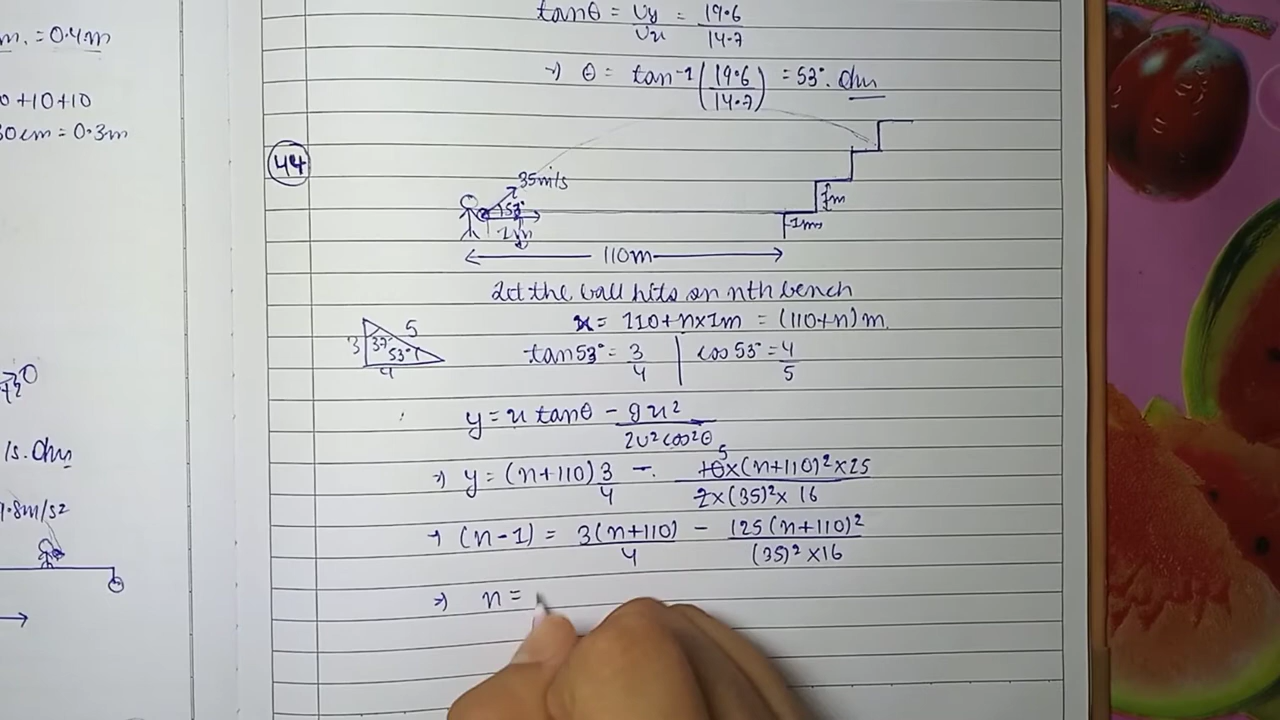 m. = 0.4m
0+10+10
30cm = 0.3m
/s. Ans
9.8m/s2
tanθ = Uy/Ux = 19.6/14.7
→ θ = tan-1(19.6/14.7) = 53°. Ans
44
35m/s
53°
1m
1m
1m
110m
Let the ball hits on nth bench
x = 110+n×1m = (110+n)m.
3 5 37° 53° 4
tan53° = 3/4 | cos53° = 4/5
y = x tanθ - gx²/2u²cos²θ
⇒ y = (n+110)3/4 - 10 5×(n+110)²×25/2×(35)²×16
→ (n-1) = 3(n+110)/4 - 125(n+110)²/(35)²×16
⇒ n =